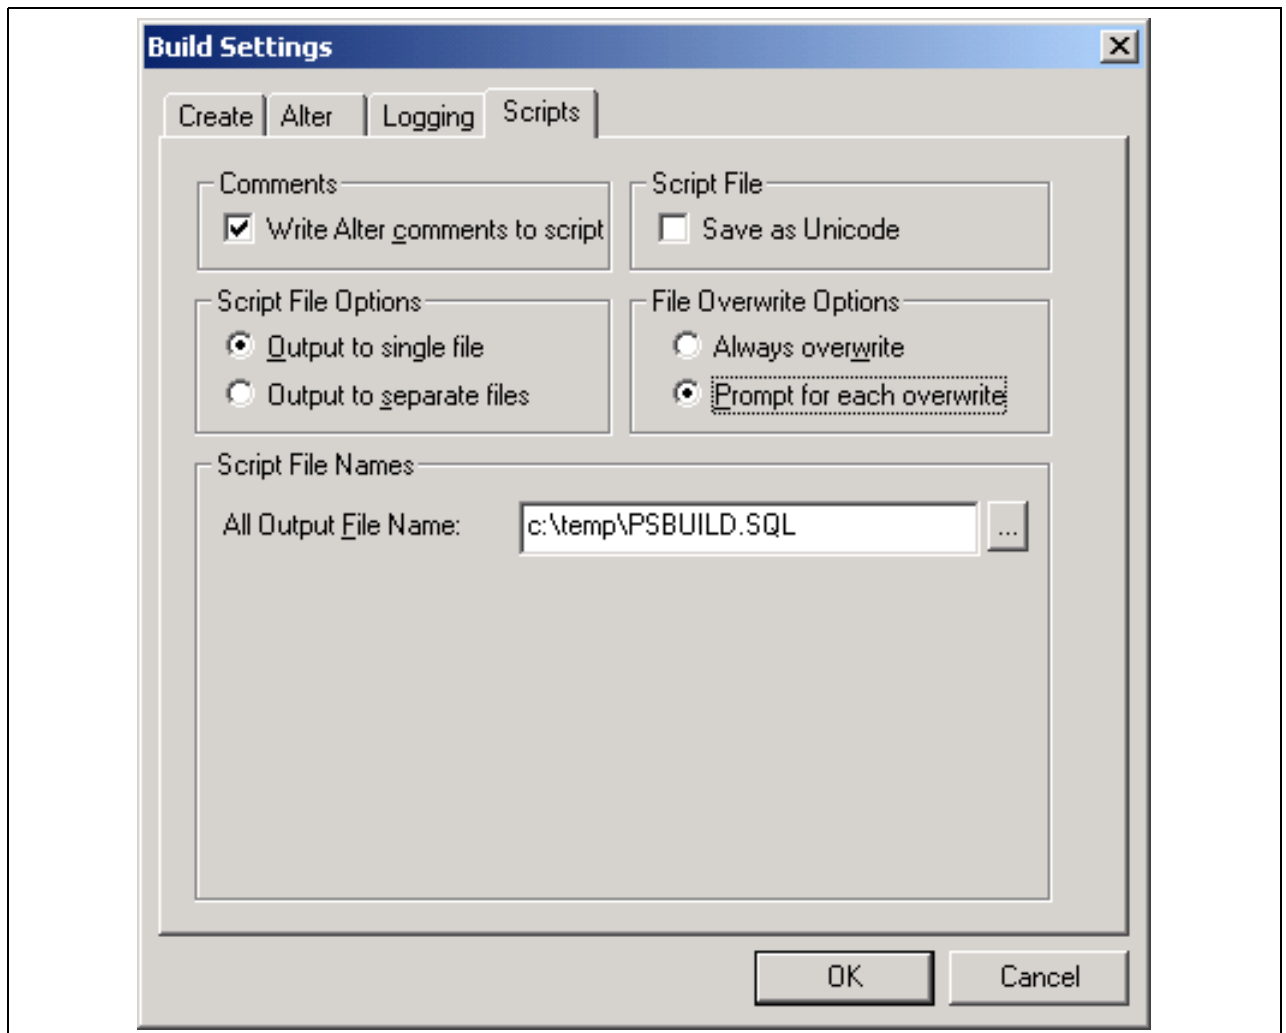 Build Settings
Create Alter Logging Scripts
Comments
Write Alter comments to script
Script File
Save as Unicode
Script File Options
Output to single file
Output to separate files
File Overwrite Options
Always overwrite
Prompt for each overwrite
Script File Names
All Output File Name: c:\temp\PSBUILD.SQL ...
OK Cancel